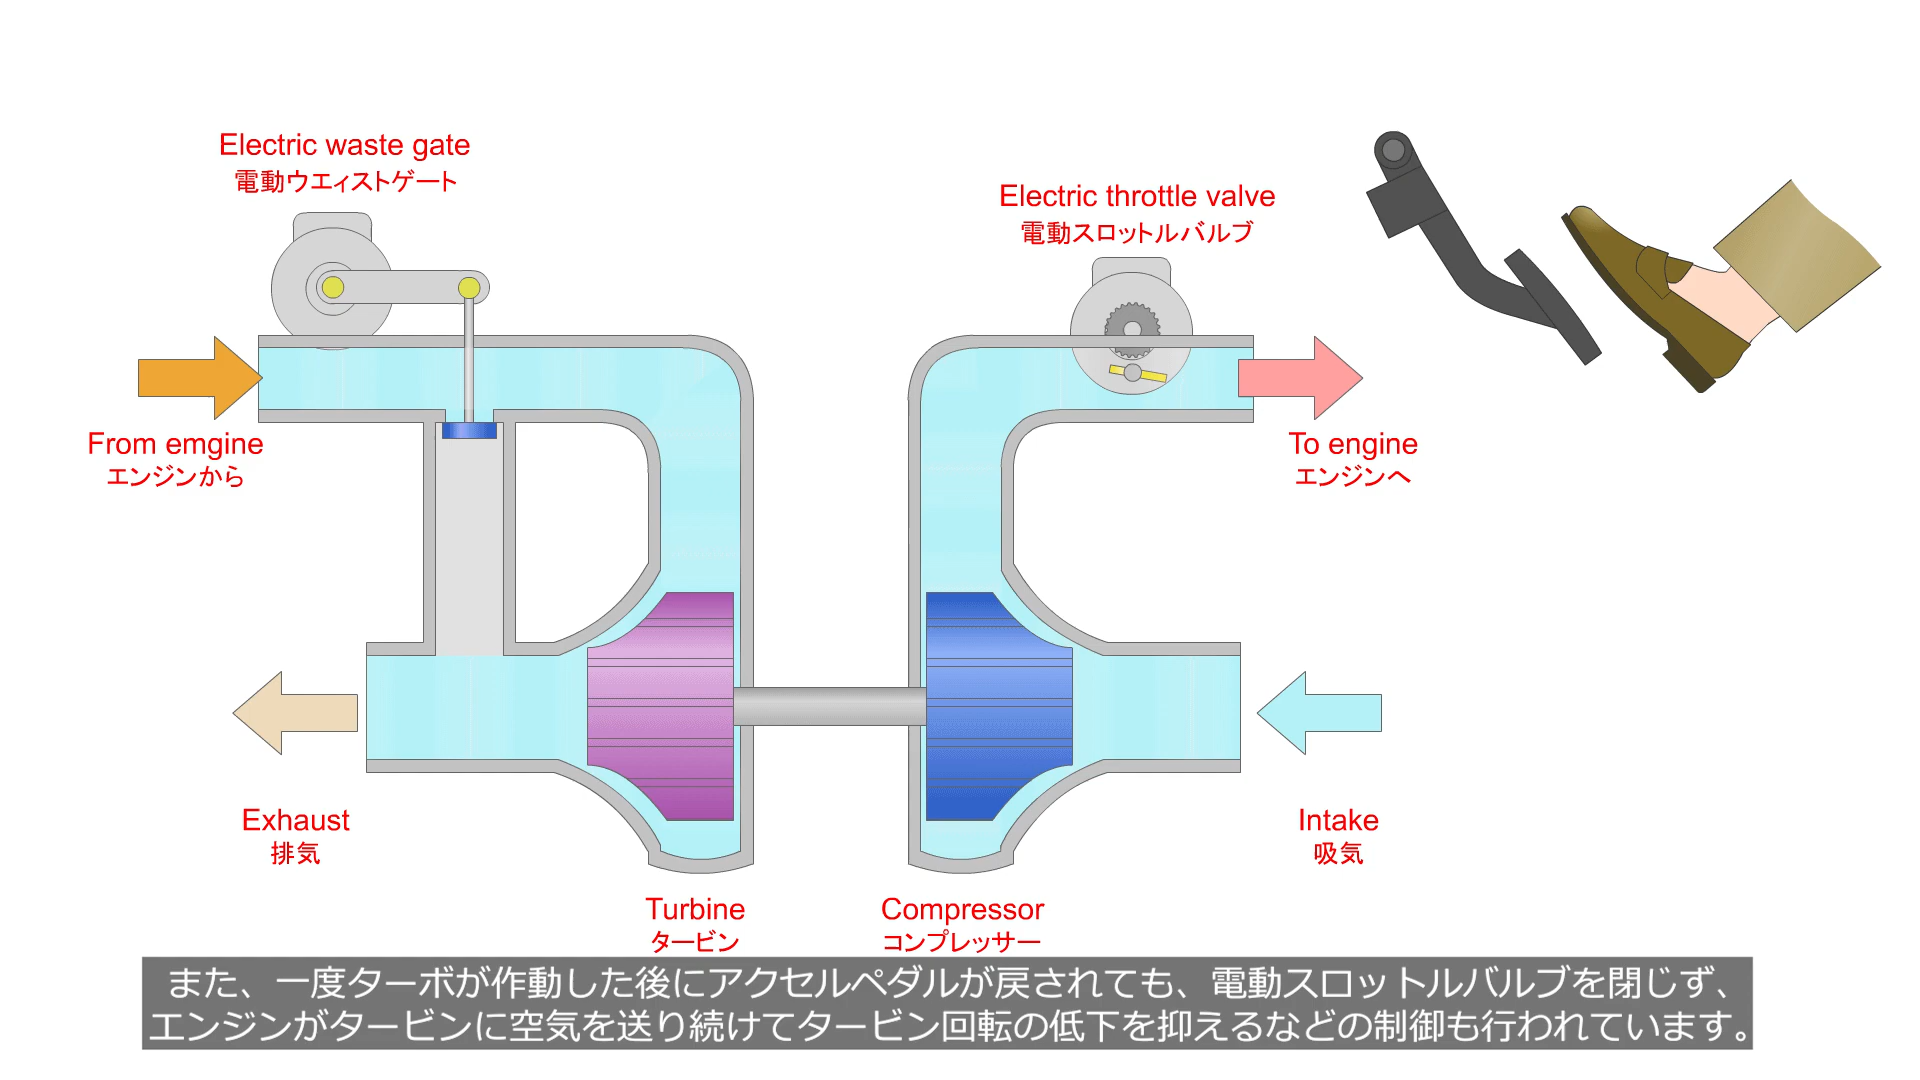 Electric waste gate
電動ウエィストゲート
Electric throttle valve
電動スロットルバルブ
From emgine
エンジンから
To engine
エンジンへ
Exhaust
排気
Intake
吸気
Turbine
タービン
Compressor
コンプレッサー
また、一度ターボが作動した後にアクセルペダルが戻されても、電動スロットルバルブを閉じず、
エンジンがタービンに空気を送り続けてタービン回転の低下を抑えるなどの制御も行われています。